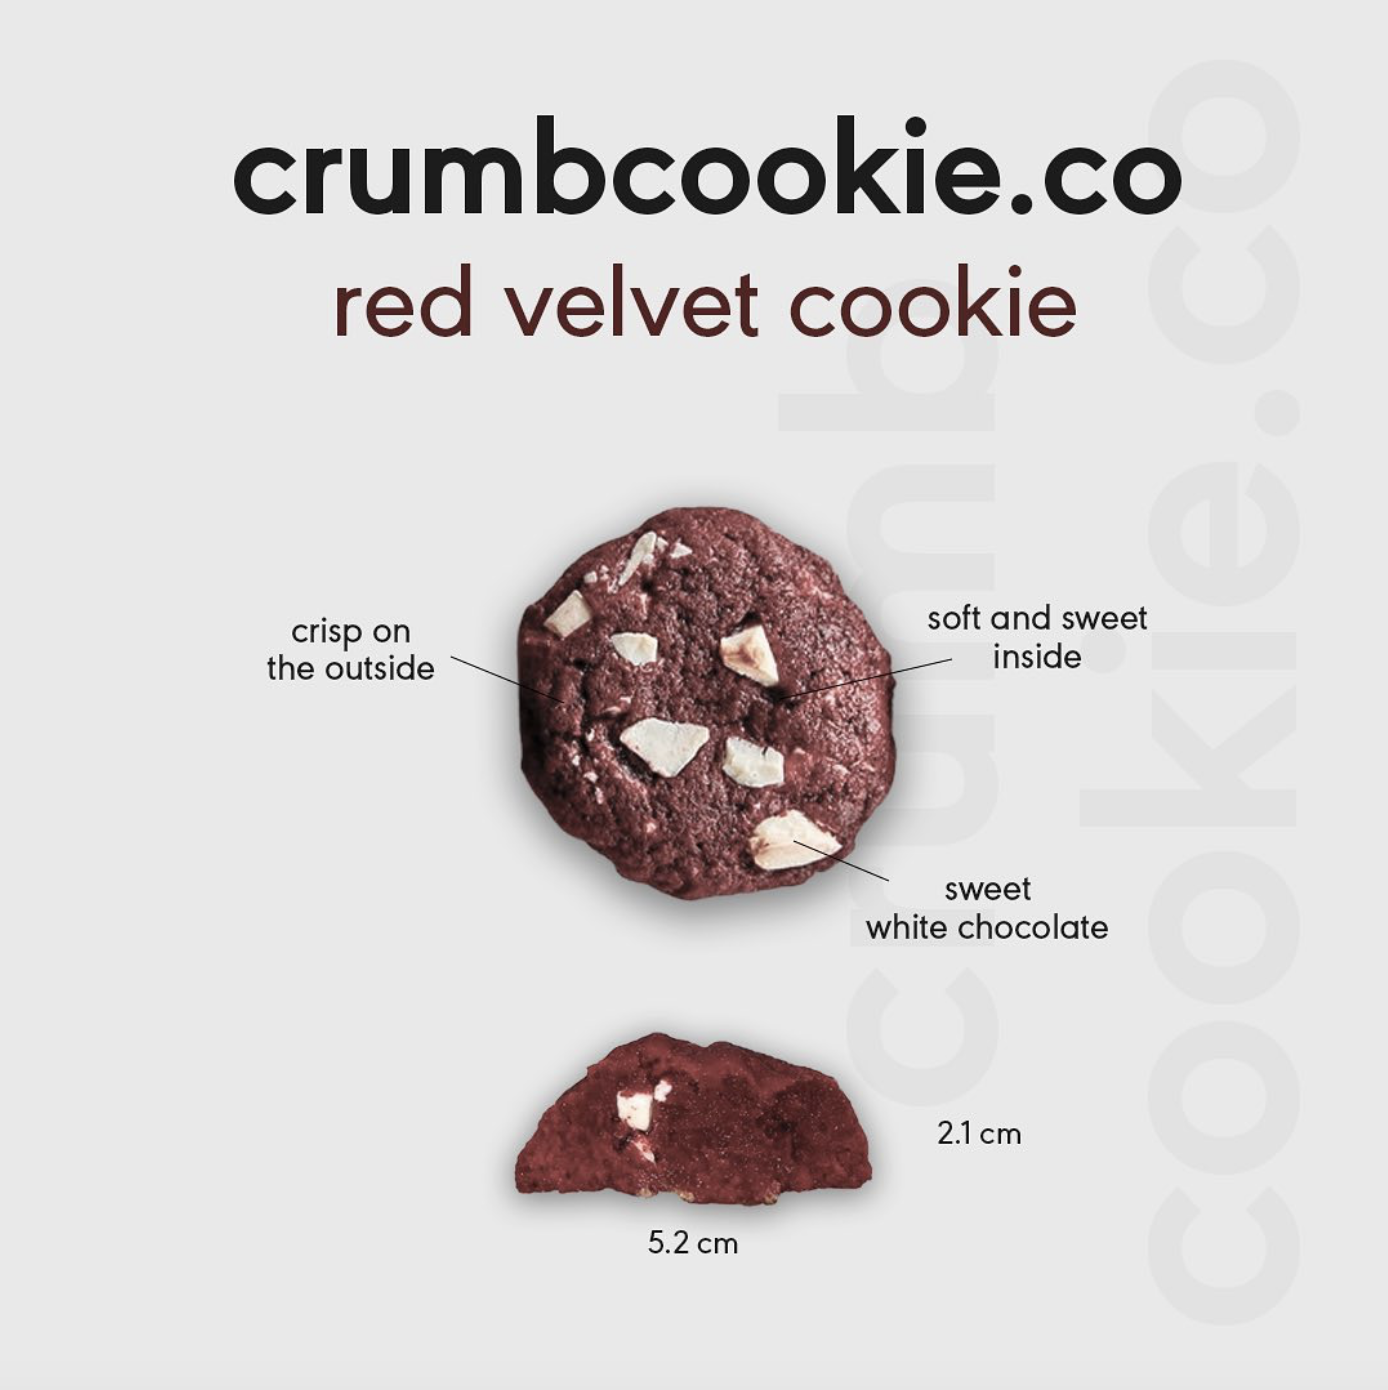 crumbcookie.co
red velvet cookie
crisp on
the outside
soft and sweet
inside
sweet
white chocolate
2.1 cm
5.2 cm
crumb
cookie.co